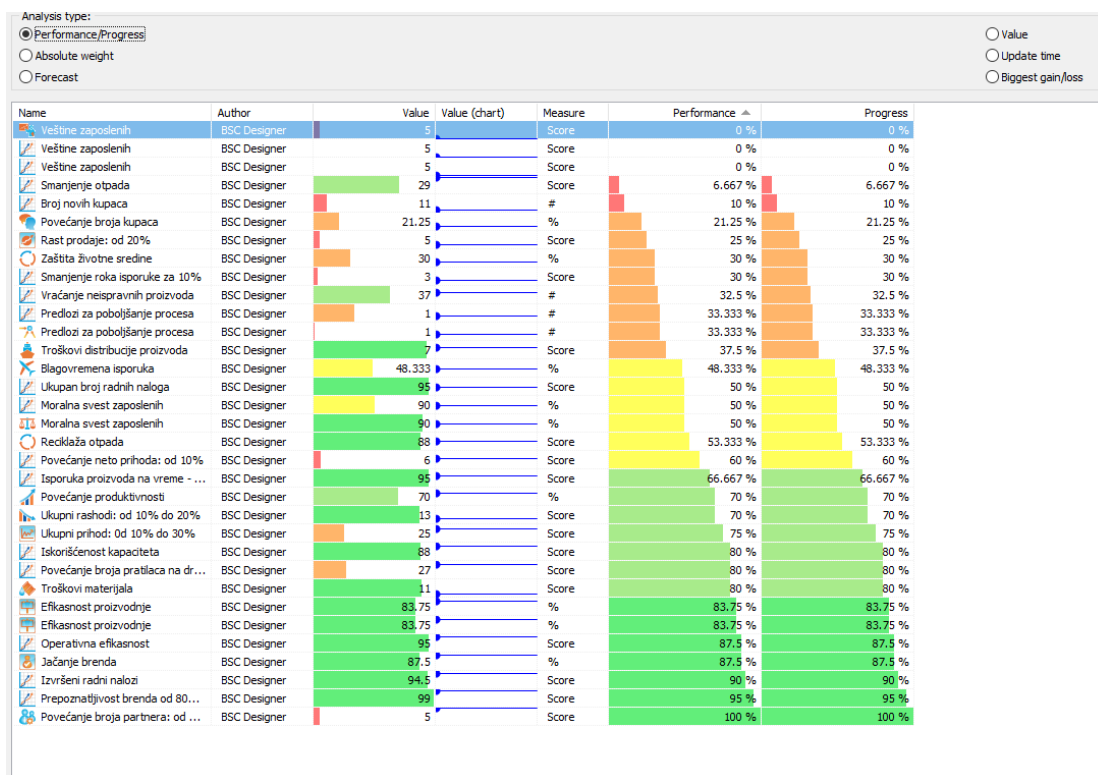 Analysis type:
Performance/Progress Value
Absolute weight Update time
Forecast Biggest gain/loss
Name Author Value Value (chart) Measure Performance Progress
Veštine zaposlenih BSC Designer 5 Score 0 % 0 %
Veštine zaposlenih BSC Designer 5 Score 0 % 0 %
Veštine zaposlenih BSC Designer 5 Score 0 % 0 %
Smanjenje otpada BSC Designer 29 Score 6.667 % 6.667 %
Broj novih kupaca BSC Designer 11 # 10 % 10 %
Povećanje broja kupaca BSC Designer 21.25 % 21.25 % 21.25 %
Rast prodaje: od 20% BSC Designer 5 Score 25 % 25 %
Zaštita životne sredine BSC Designer 30 % 30 % 30 %
Smanjenje roka isporuke za 10% BSC Designer 3 Score 30 % 30 %
Vraćanje neispravnih proizvoda BSC Designer 37 # 32.5 % 32.5 %
Predlozi za poboljšanje procesa BSC Designer 1 # 33.333 % 33.333 %
Predlozi za poboljšanje procesa BSC Designer 1 # 33.333 % 33.333 %
Troškovi distribucije proizvoda BSC Designer 7 Score 37.5 % 37.5 %
Blagovremena isporuka BSC Designer 48.333 % 48.333 % 48.333 %
Ukupan broj radnih naloga BSC Designer 95 Score 50 % 50 %
Moralna svest zaposlenih BSC Designer 90 % 50 % 50 %
Moralna svest zaposlenih BSC Designer 90 % 50 % 50 %
Reciklaža otpada BSC Designer 88 Score 53.333 % 53.333 %
Povećanje neto prihoda: od 10% BSC Designer 6 Score 60 % 60 %
Isporuka proizvoda na vreme - ... BSC Designer 95 Score 66.667 % 66.667 %
Povećanje produktivnosti BSC Designer 70 % 70 % 70 %
Ukupni rashodi: od 10% do 20% BSC Designer 13 Score 70 % 70 %
Ukupni prihod: od 10% do 30% BSC Designer 25 Score 75 % 75 %
Iskorišćenost kapaciteta BSC Designer 88 Score 80 % 80 %
Povećanje broja pratilaca na dr... BSC Designer 27 Score 80 % 80 %
Troškovi materijala BSC Designer 11 Score 80 % 80 %
Efikasnost proizvodnje BSC Designer 83.75 % 83.75 % 83.75 %
Efikasnost proizvodnje BSC Designer 83.75 % 83.75 % 83.75 %
Operativna efikasnost BSC Designer 95 Score 87.5 % 87.5 %
Jačanje brenda BSC Designer 87.5 % 87.5 % 87.5 %
Izvršeni radni nalozi BSC Designer 94.5 Score 90 % 90 %
Prepoznatljivost brenda od 80... BSC Designer 99 Score 95 % 95 %
Povećanje broja partnera: od ... BSC Designer 5 Score 100 % 100 %